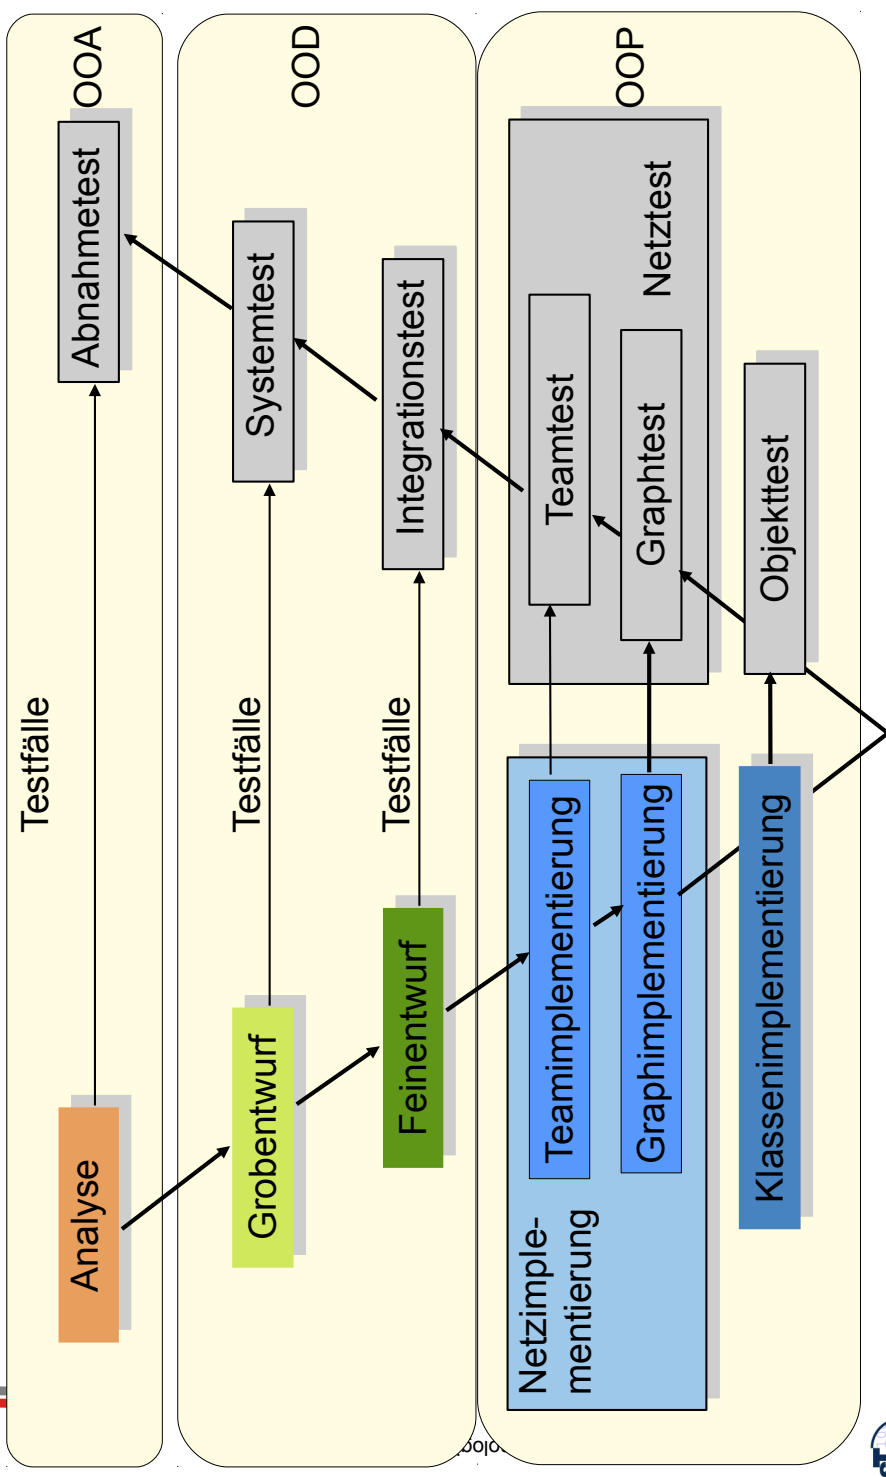 OOA
Testfälle
Analyse
Abnahmetest
OOD
Testfälle
Grobentwurf
Systemtest
Testfälle
Feinentwurf
Integrationstest
OOP
Netzimple-
mentierung
Teamimplementierung
Graphimplementierung
Teamtest
Graphtest
Netztest
Klassenimplementierung
Objekttest